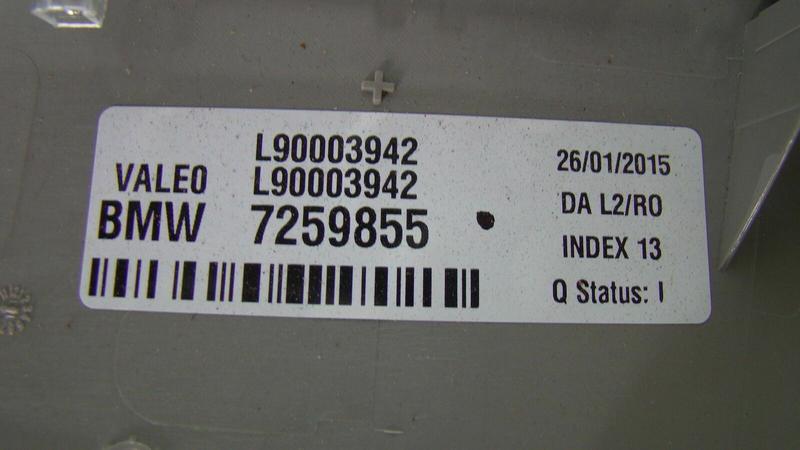 L90003942
VALEO L90003942
BMW 7259855
26/01/2015
DA L2/RO
INDEX 13
Q Status: I